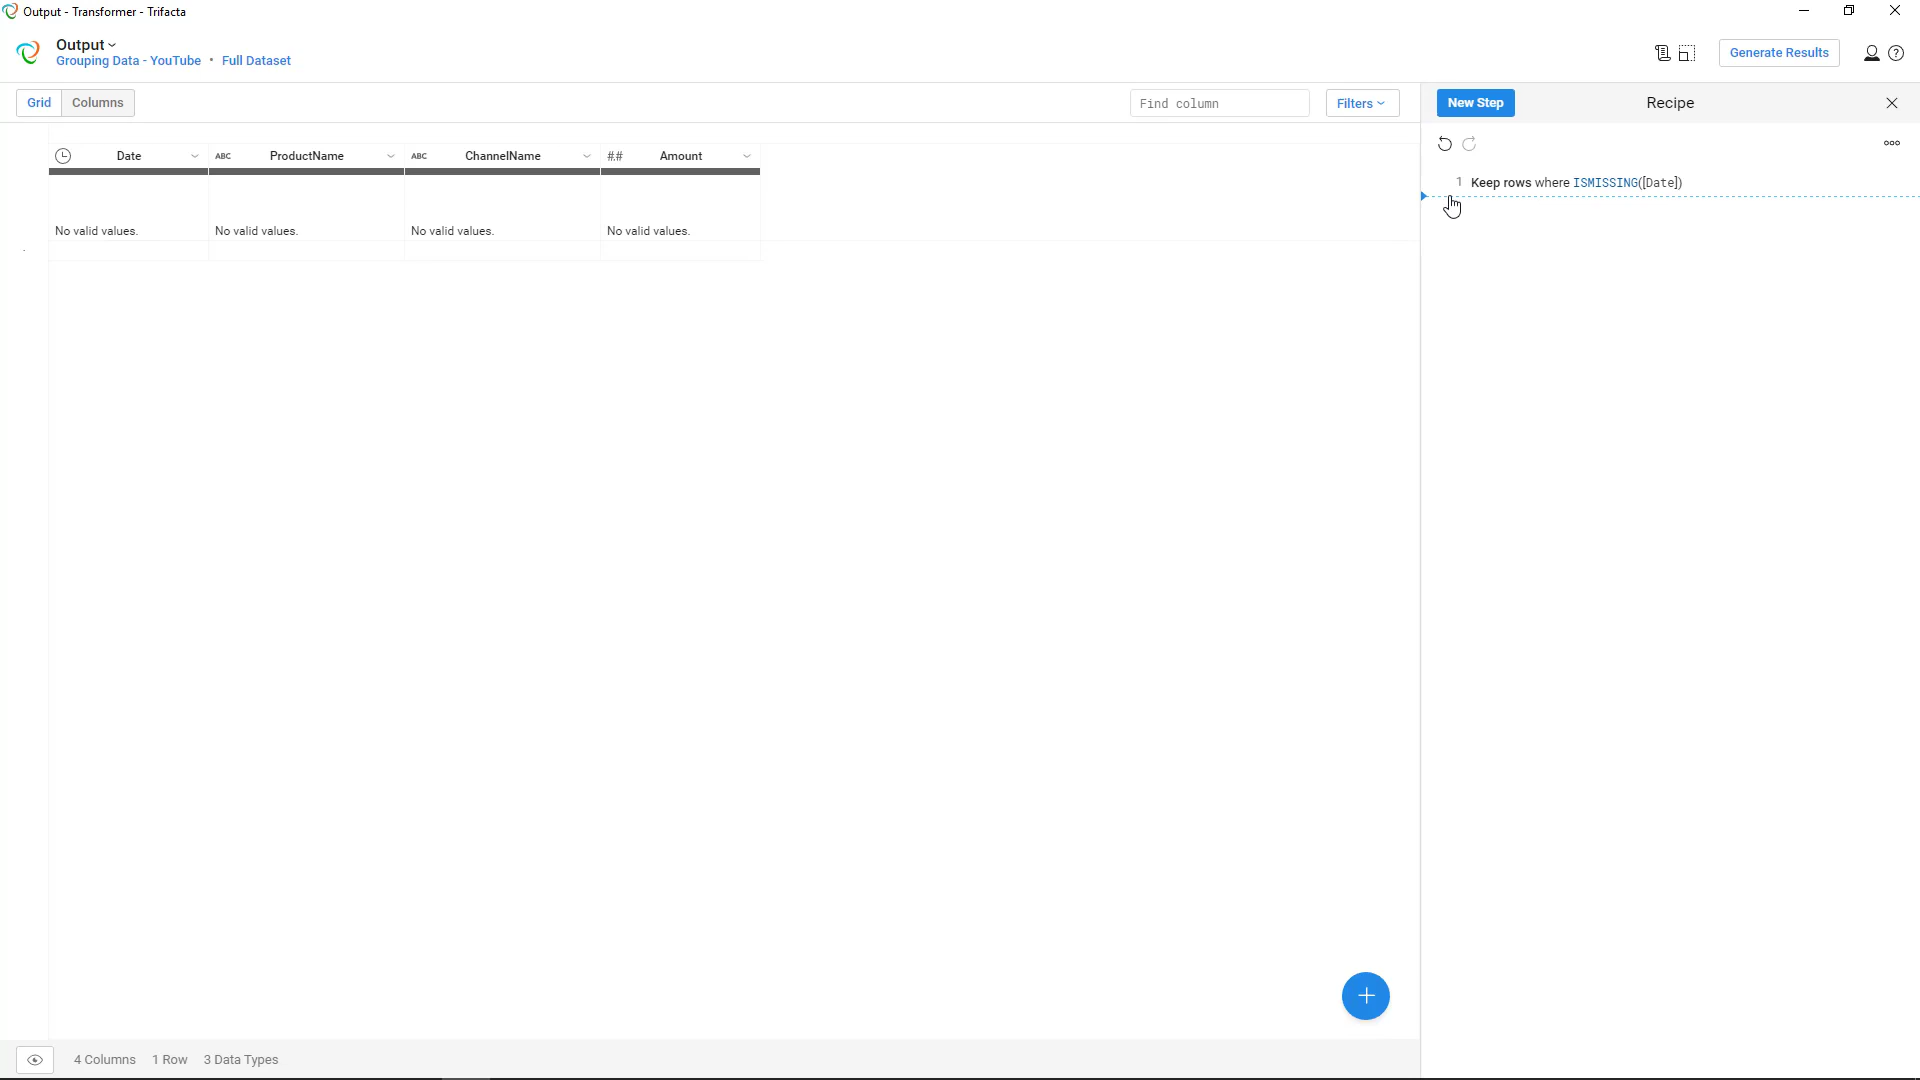 Output - Transformer - Trifacta
Output
Grouping Data - YouTube • Full Dataset
Generate Results
Grid Columns
Find column
Filters
New Step
Recipe
Date
ABC ProductName
ABC ChannelName
## Amount
1 Keep rows where ISMISSING([Date])
No valid values.
No valid values.
No valid values.
No valid values.
4 Columns 1 Row 3 Data Types